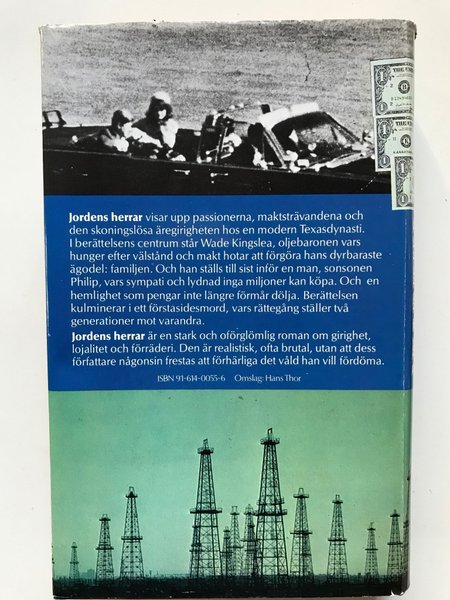 Jordens herrar visar upp passionerna, maktsträvandena och
den skoningslösa äregirigheten hos en modern Texasdynasti.
I berättelsens centrum står Wade Kingslea, oljebaronen vars
hunger efter välstånd och makt hotar att förgöra hans dyrbaraste
ägodel: familjen. Och han ställs till sist inför en man, sonsonen
Philip, vars sympati och lydnad inga miljoner kan köpa. Och en
hemlighet som pengar inte längre förmår dölja. Berättelsen
kulminerar i ett förstasidesmord, vars rättegång ställer två
generationer mot varandra.
Jordens herrar är en stark och oförglömlig roman om girighet,
lojalitet och förräderi. Den är realistisk, ofta brutal, utan att dess
författare någonsin frestas att förhärliga det våld han vill fördöma.
ISBN 91-614-0055-6 Omslag: Hans Thor